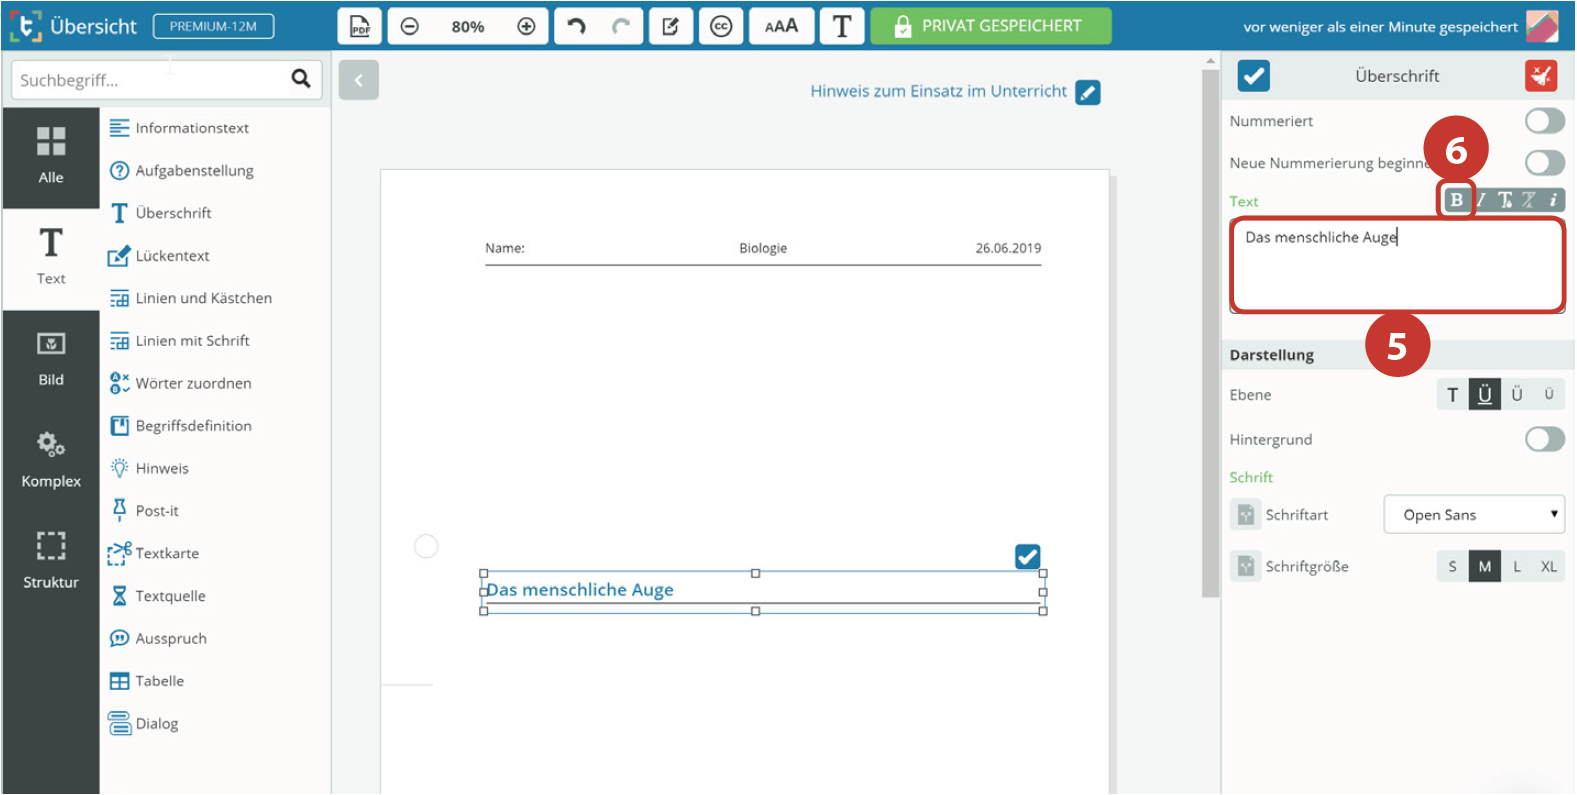 Übersicht PREMIUM-12M
PDF 80% cc AAA T PRIVAT GESPEICHERT
vor weniger als einer Minute gespeichert
Suchbegriff...
Alle
Text
Bild
Komplex
Struktur
Informationstext
Aufgabenstellung
Überschrift
Lückentext
Linien und Kästchen
Linien mit Schrift
Wörter zuordnen
Begriffsdefinition
Hinweis
Post-it
Textkarte
Textquelle
Ausspruch
Tabelle
Dialog
Hinweis zum Einsatz im Unterricht
Name: Biologie 26.06.2019
Das menschliche Auge
Überschrift
Nummeriert
Neue Nummerierung beginne
6
Text B I T T i
Das menschliche Auge
5
Darstellung
Ebene T Ü Ü Ü
Hintergrund
Schrift
Schriftart Open Sans
Schriftgröße S M L XL